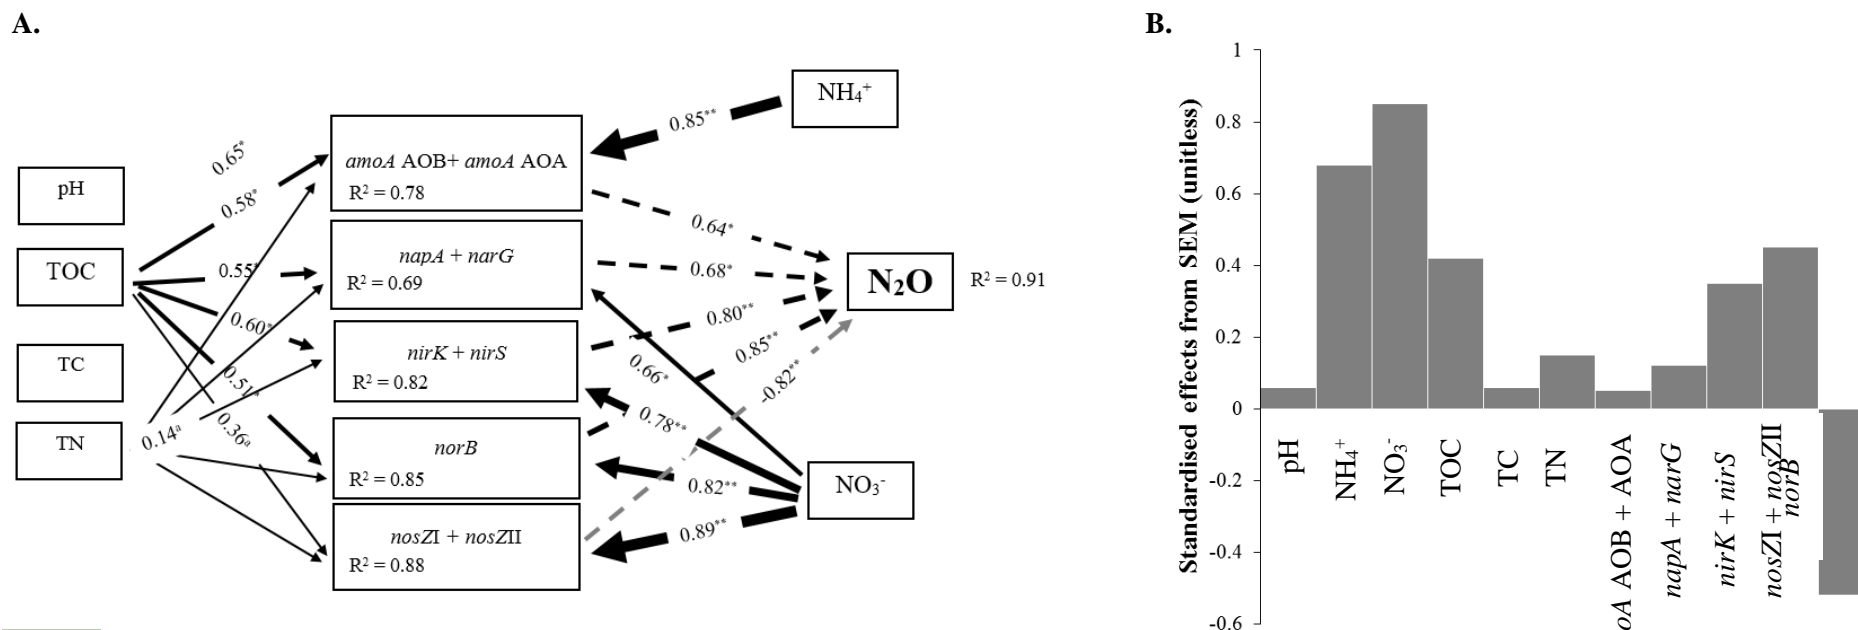 A.
NH₄⁺
0.85**
0.65*
amoA AOB+ amoA AOA
R² = 0.78
pH
0.58*
0.64*
napA + narG
R² = 0.69
TOC
0.55*
0.68*
N₂O
R² = 0.91
0.60*
0.80**
nirK + nirS
R² = 0.82
TC
0.66*
0.85**
-0.82**
0.51*
0.36ᵃ
0.14ᵃ
TN
0.78**
norB
R² = 0.85
0.82**
NO₃⁻
nosZI + nosZII
R² = 0.88
0.89**
B.
Standardised effects from SEM (unitless)
1
0.8
0.6
0.4
0.2
0
-0.2
-0.4
-0.6
pH
NH₄⁺
NO₃⁻
TOC
TC
TN
oA AOB + AOA
napA + narG
nirK + nirS
nosZI + nosZII
norB